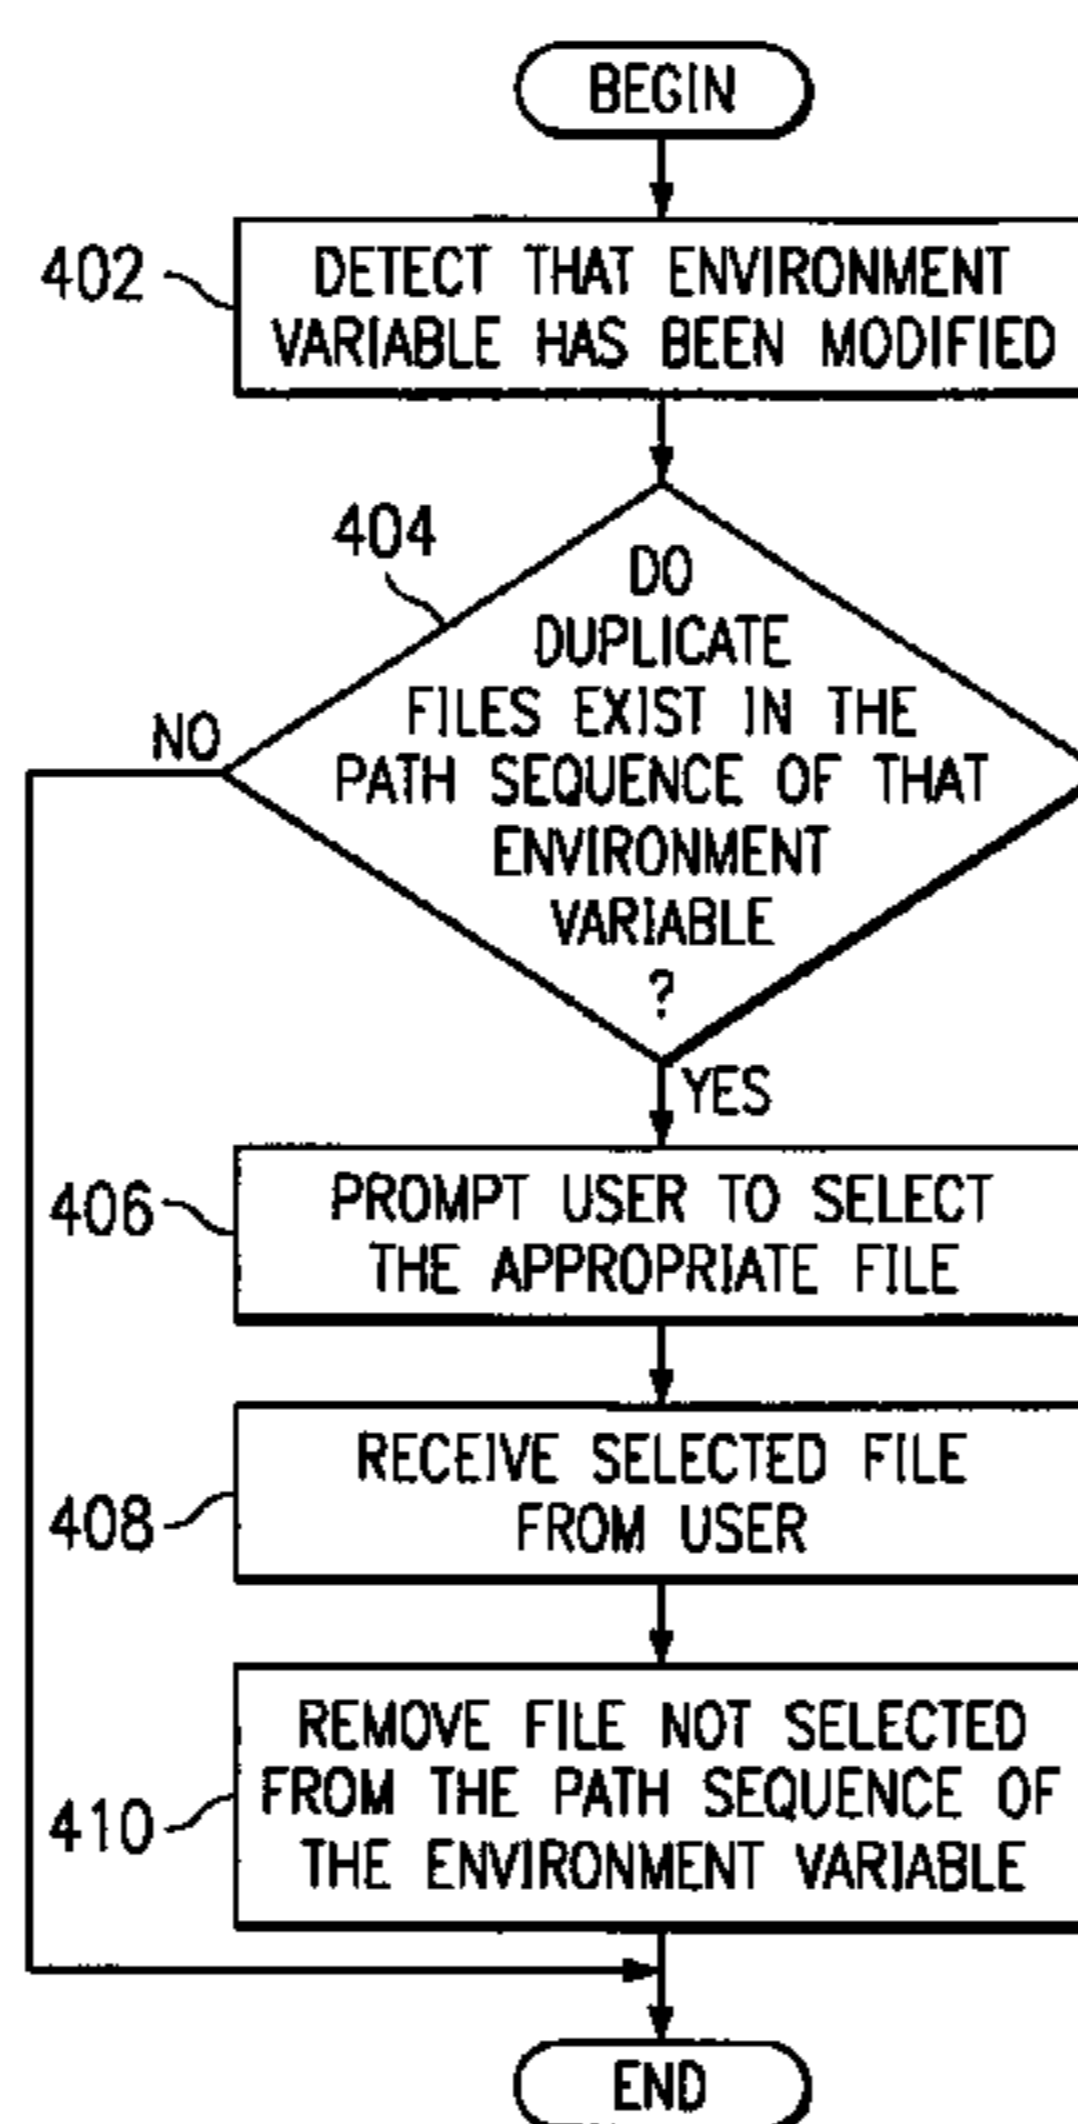 BEGIN
402
DETECT THAT ENVIRONMENT
VARIABLE HAS BEEN MODIFIED
404
DO
DUPLICATE
FILES EXIST IN THE
PATH SEQUENCE OF THAT
ENVIRONMENT
VARIABLE
?
NO
YES
406
PROMPT USER TO SELECT
THE APPROPRIATE FILE
408
RECEIVE SELECTED FILE
FROM USER
410
REMOVE FILE NOT SELECTED
FROM THE PATH SEQUENCE OF
THE ENVIRONMENT VARIABLE
END